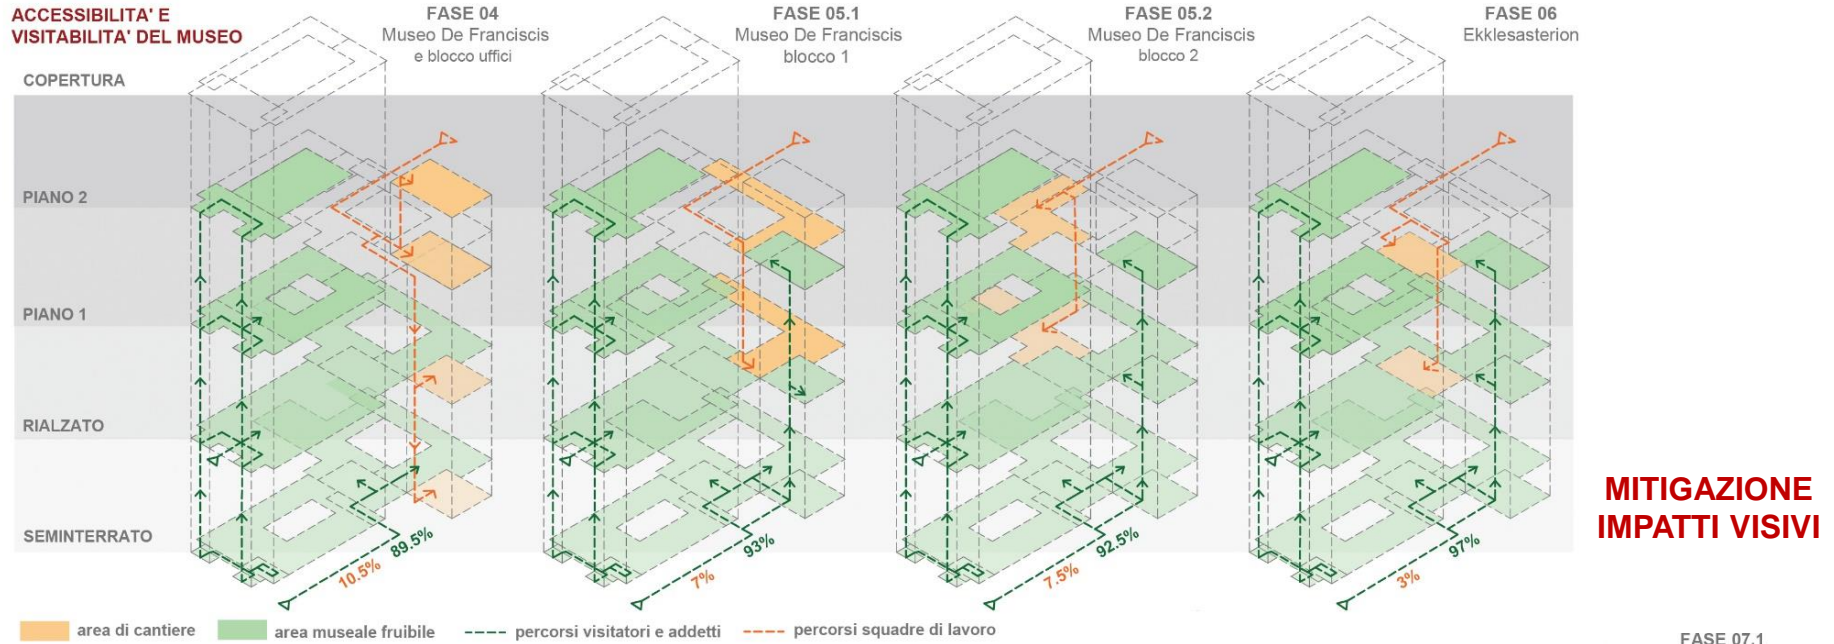 ACCESSIBILITA' E
VISITABILITA' DEL MUSEO
FASE 04
Museo De Franciscis
e blocco uffici
FASE 05.1
Museo De Franciscis
blocco 1
FASE 05.2
Museo De Franciscis
blocco 2
FASE 06
Ekklesasterion
COPERTURA
PIANO 2
PIANO 1
RIALZATO
SEMINTERRATO
89.5%
10.5%
93%
7%
92.5%
7.5%
97%
3%
MITIGAZIONE
IMPATTI VISIVI
area di cantiere
area museale fruibile
percorsi visitatori e addetti
percorsi squadre di lavoro
FASE 07.1